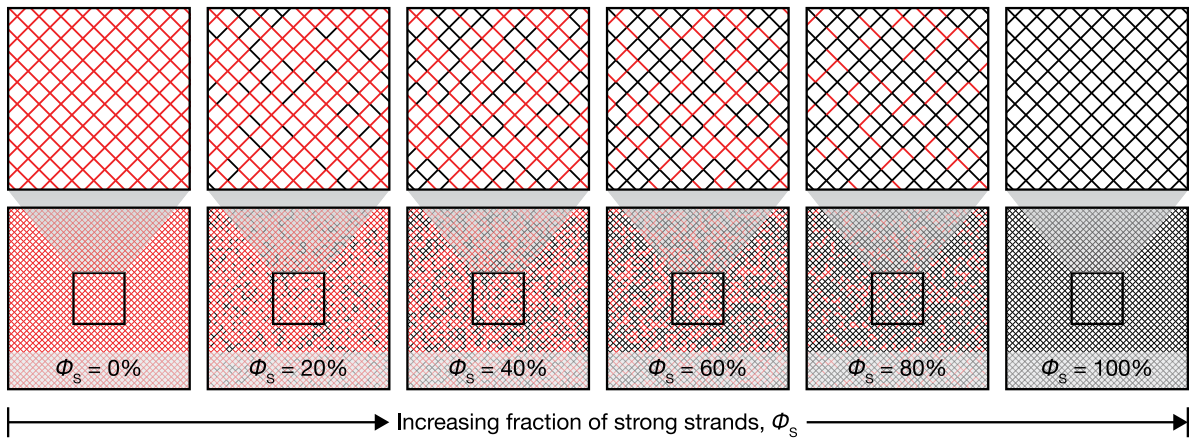 Φs = 0%
Φs = 20%
Φs = 40%
Φs = 60%
Φs = 80%
Φs = 100%
Increasing fraction of strong strands, Φs